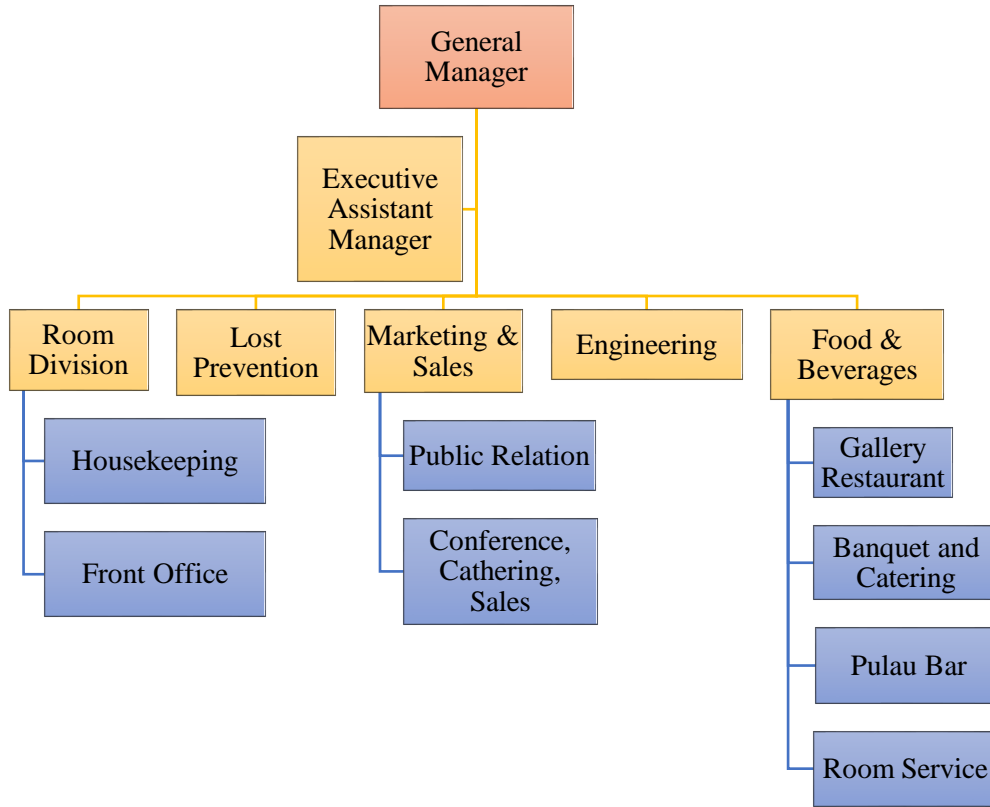 General
Manager
Executive
Assistant
Manager
Room
Division
Lost
Prevention
Marketing &
Sales
Engineering
Food &
Beverages
Housekeeping
Front Office
Public Relation
Conference,
Cathering,
Sales
Gallery
Restaurant
Banquet and
Catering
Pulau Bar
Room Service